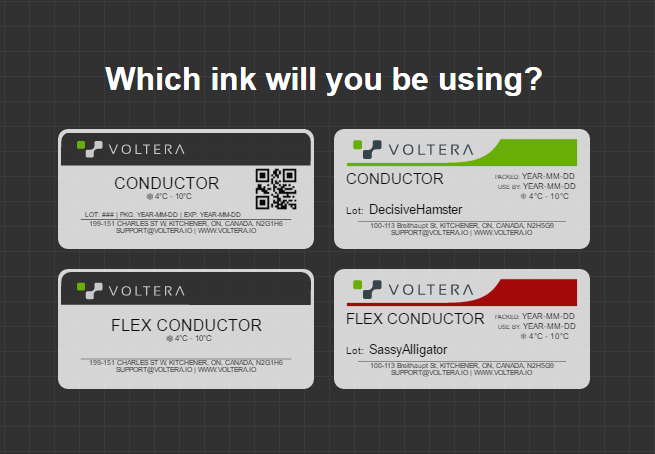 Which ink will you be using?
VOLTERA
CONDUCTOR
❄ 4°C - 10°C
LOT: ### | PKG: YEAR-MM-DD | EXP: YEAR-MM-DD
199-151 CHARLES ST W, KITCHENER, ON, CANADA, N2G1H6
SUPPORT@VOLTERA.IO | WWW.VOLTERA.IO
VOLTERA
CONDUCTOR
PACKED: YEAR-MM-DD
USE BY: YEAR-MM-DD
❄ 4°C - 10°C
Lot: DecisiveHamster
100-113 Breithaupt St, KITCHENER, ON, CANADA, N2H5G9
SUPPORT@VOLTERA.IO | WWW.VOLTERA.IO
VOLTERA
FLEX CONDUCTOR
❄ 4°C - 10°C
199-151 CHARLES ST W, KITCHENER, ON, CANADA, N2G1H6
SUPPORT@VOLTERA.IO | WWW.VOLTERA.IO
VOLTERA
FLEX CONDUCTOR
PACKED: YEAR-MM-DD
USE BY: YEAR-MM-DD
❄ 4°C - 10°C
Lot: SassyAlligator
100-113 Breithaupt St, KITCHENER, ON, CANADA, N2H5G9
SUPPORT@VOLTERA.IO | WWW.VOLTERA.IO